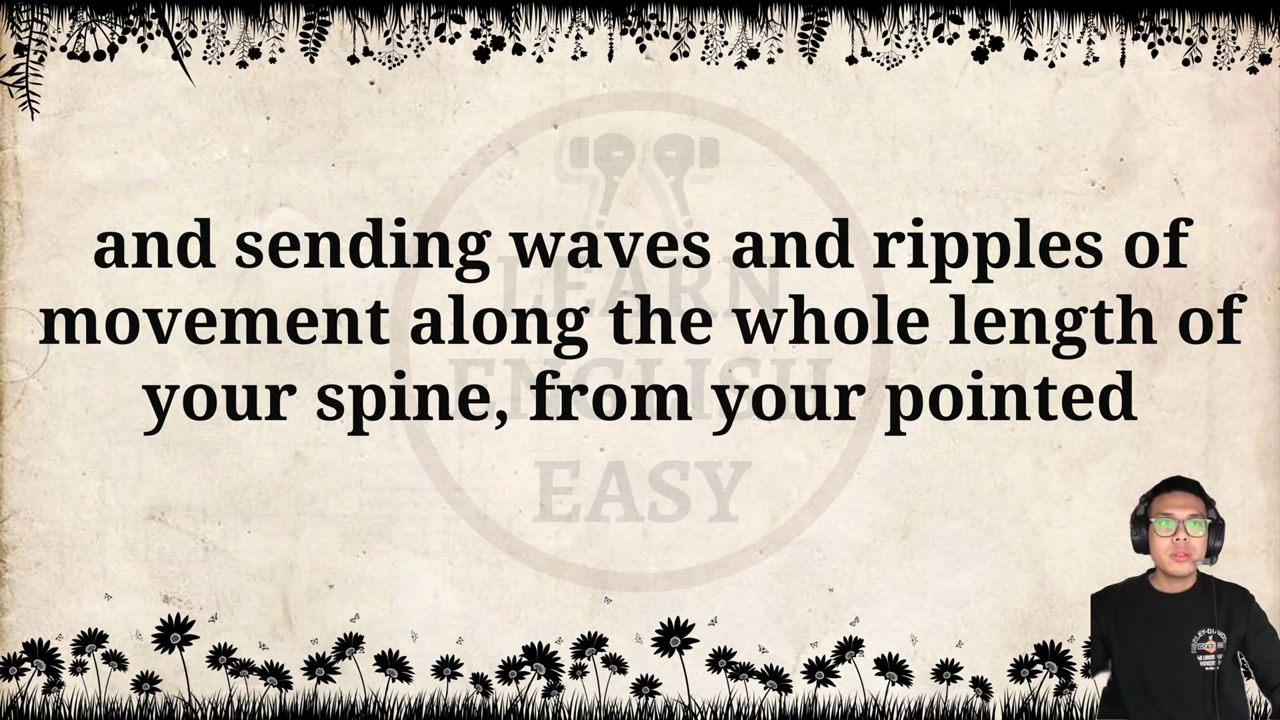 and sending waves and ripples of
movement along the whole length of
your spine, from your pointed
LEARN
ENGLISH
EASY